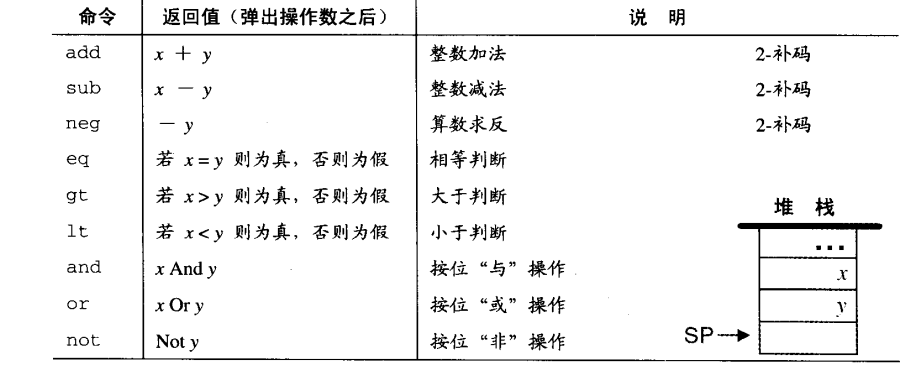 命令 返回值（弹出操作数之后） 说 明
add x + y 整数加法 2-补码
sub x － y 整数减法 2-补码
neg － y 算数求反 2-补码
eq 若 x=y 则为真，否则为假 相等判断
gt 若 x>y 则为真，否则为假 大于判断
lt 若 x<y 则为真，否则为假 小于判断
and x And y 按位“与”操作
or x Or y 按位“或”操作
not Not y 按位“非”操作
堆 栈
...
x
y
SP